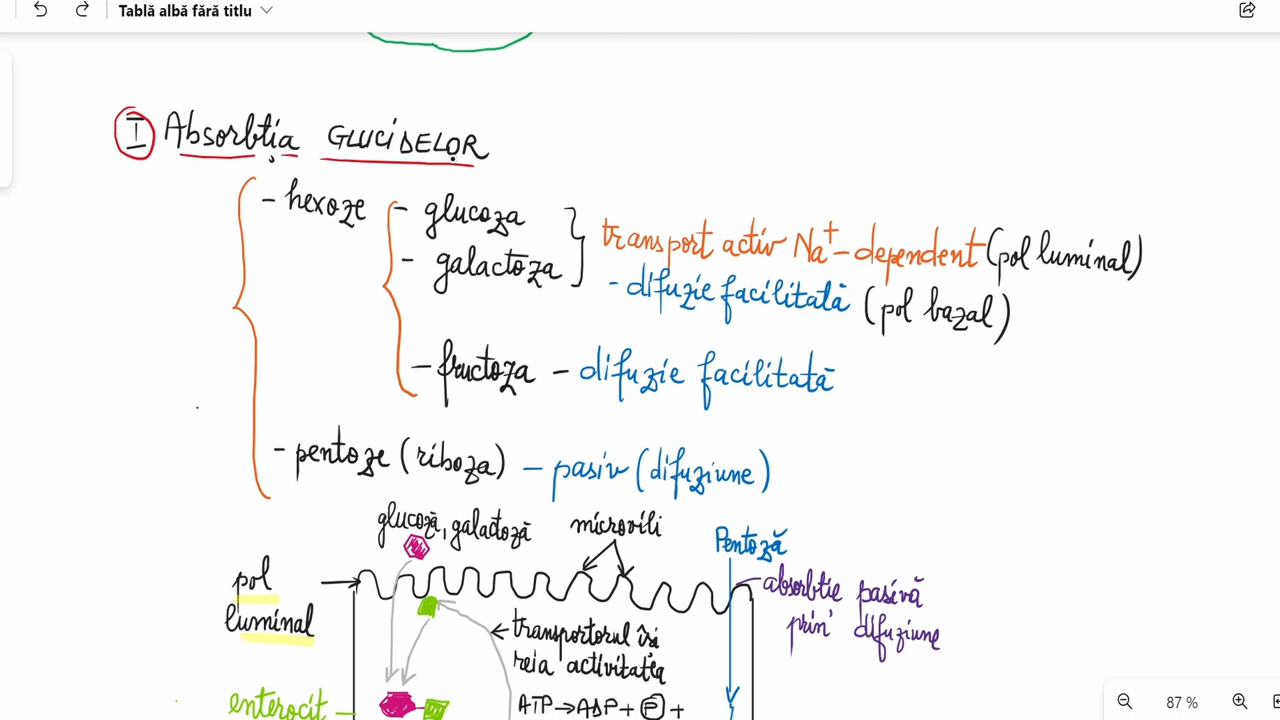 Tablă albă fără titlu
I Absorbția GLUCIDELOR
- hexoze - glucoza
- galactoza
transport activ Na+ - dependent (pol luminal)
- difuzie facilitată (pol bazal)
- fructoza - difuzie facilitată
- pentoze (riboza) - pasiv (difuziune)
glucoză, galactoză
microvili
Pentoză
pol
luminal
absorbtie pasivă
prin difuziune
transportorul își
reia activitatea
enterocit
ATP→ADP+ P +
87 %